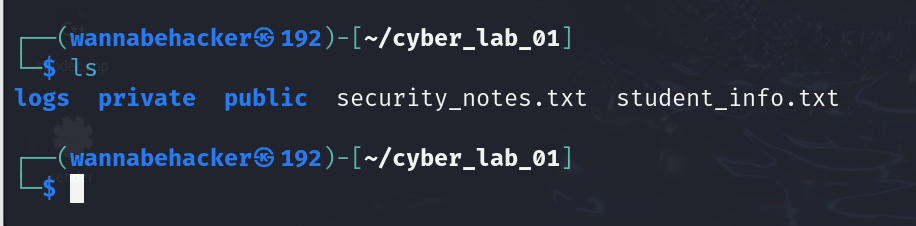 ┌──(wannabehacker㉿192)-[~/cyber_lab_01]
└─$ ls
logs  private  public  security_notes.txt  student_info.txt
┌──(wannabehacker㉿192)-[~/cyber_lab_01]
└─$